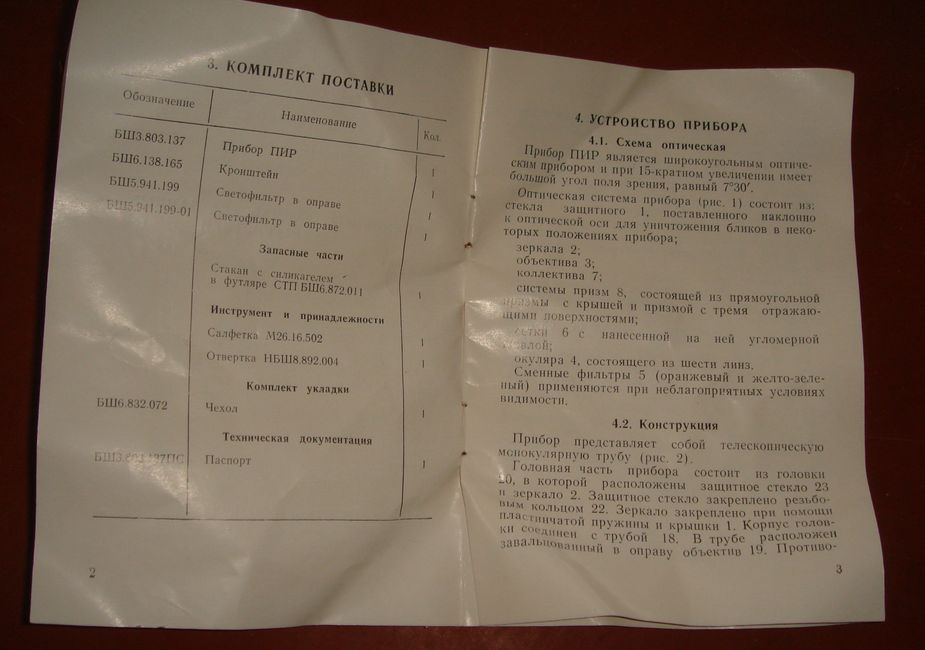 3. КОМПЛЕКТ ПОСТАВКИ
Обозначение Наименование Кол.
БШ3.803.137 Прибор ПИР 1
БШ6.138.165 Кронштейн 1
БШ5.941.199 Светофильтр в оправе 1
БШ5.941.199-01 Светофильтр в оправе 1
Запасные части
Стакан с силикагелем
в футляре СТП БШ6.872.011 1
Инструмент и принадлежности
Салфетка М26.16.502 1
Отвертка НБШ8.892.004 1
Комплект укладки
БШ6.832.072 Чехол 1
Техническая документация
Паспорт 1
2
4. УСТРОЙСТВО ПРИБОРА
4.1. Схема оптическая
Прибор ПИР является широкоугольным оптиче-
ским прибором и при 15-кратном увеличении имеет
большой угол поля зрения, равный 7°30′.
Оптическая система прибора (рис. 1) состоит из:
стекла защитного 1, поставленного наклонно
к оптической оси для уничтожения бликов в неко-
торых положениях прибора;
зеркала 2;
объектива 3;
коллектива 7;
системы призм 8, состоящей из прямоугольной
призмы с крышей и призмой с тремя отражаю-
щими поверхностями;
6 с нанесенной на ней угломерной
окуляра 4, состоящего из шести линз.
Сменные фильтры 5 (оранжевый и желто-зеле-
ный) применяются при неблагоприятных условиях
видимости.
4.2. Конструкция
Прибор представляет собой телескопическую
монокулярную трубу (рис. 2).
Головная часть прибора состоит из головки
20, в которой расположены защитное стекло 23
и зеркало 2. Защитное стекло закреплено резьбо-
вым кольцом 22. Зеркало закреплено при помощи
пластинчатой пружины и крышки 1. Корпус голов-
ки соединен с трубой 18. В трубе расположен
завальцованный в оправу объектив 19. Противо-
3